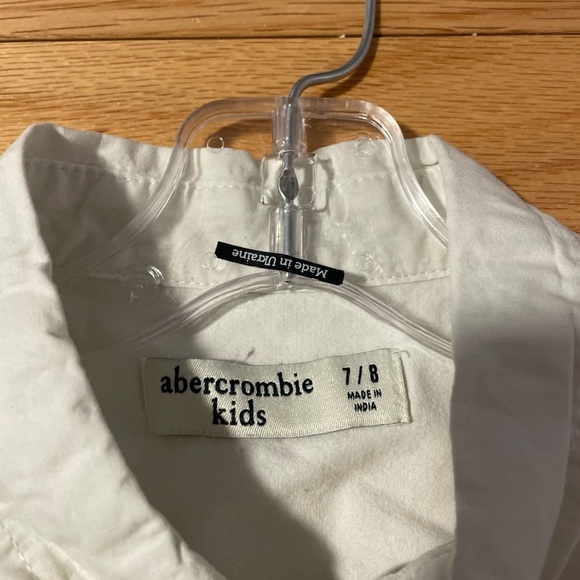 Made in Ukraine
abercrombie
kids
7/8
MADE IN
INDIA